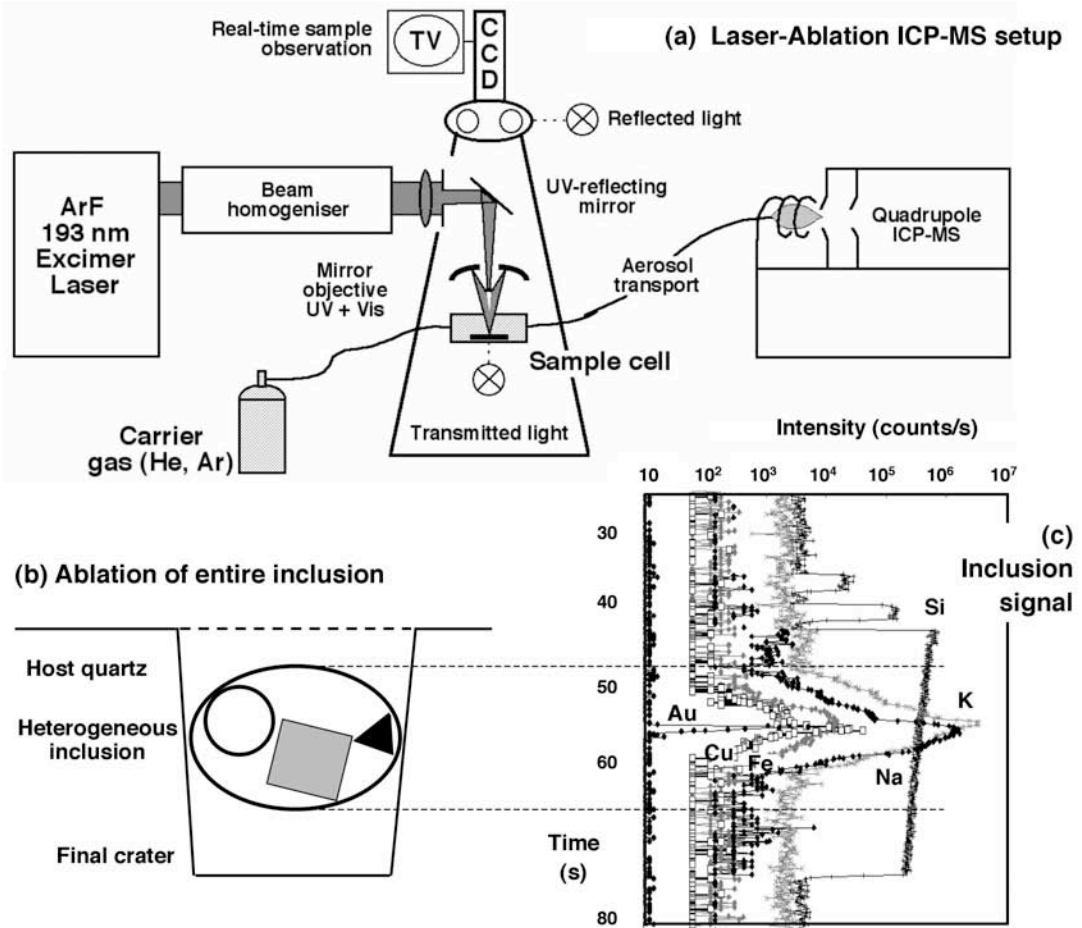 (a) Laser-Ablation ICP-MS setup
Real-time sample
observation
TV
C
C
D
Reflected light
ArF
193 nm
Excimer
Laser
Beam
homogeniser
UV-reflecting
mirror
Quadrupole
ICP-MS
Mirror
objective
UV + Vis
Aerosol
transport
Sample cell
Carrier
gas (He, Ar)
Transmitted light
(b) Ablation of entire inclusion
Host quartz
Heterogeneous
inclusion
Final crater
Intensity (counts/s)
10 10² 10³ 10⁴ 10⁵ 10⁶ 10⁷
(c)
Inclusion
signal
30
40
50
60
70
80
Time
(s)
Si
K
Au
Cu
Fe
Na